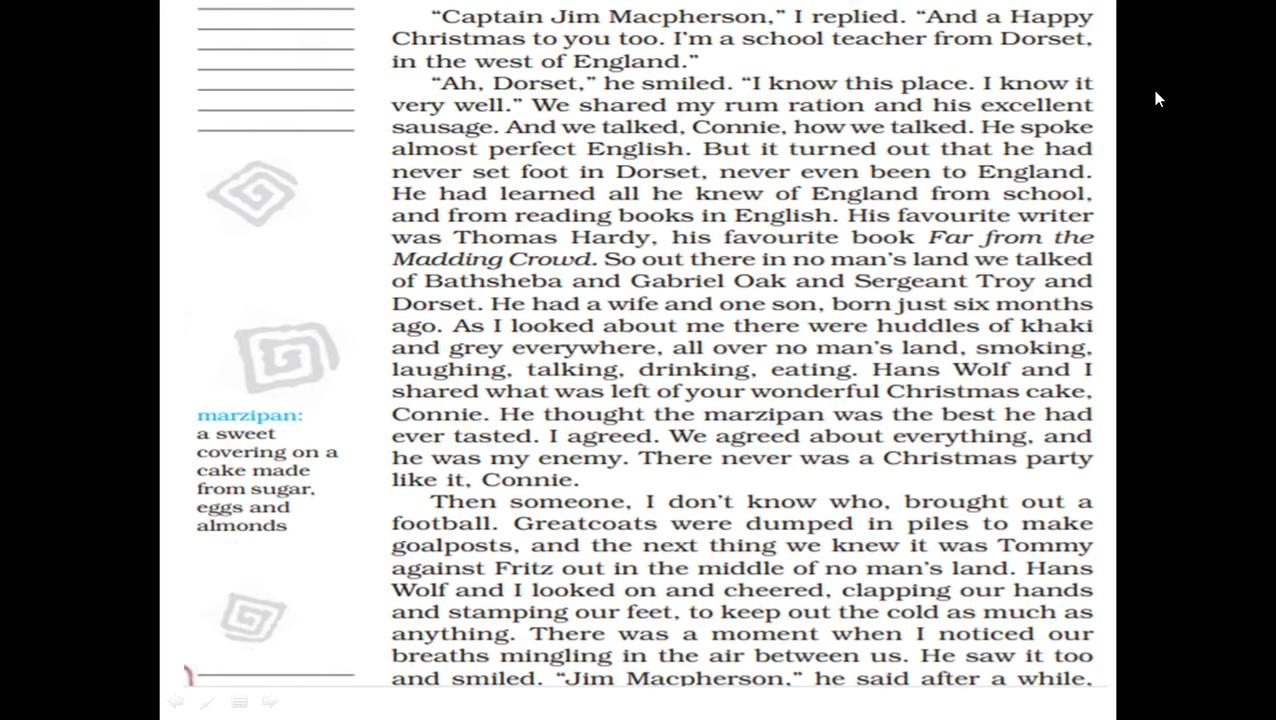 “Captain Jim Macpherson,” I replied. “And a Happy
Christmas to you too. I’m a school teacher from Dorset,
in the west of England.”
“Ah, Dorset,” he smiled. “I know this place. I know it
very well.” We shared my rum ration and his excellent
sausage. And we talked, Connie, how we talked. He spoke
almost perfect English. But it turned out that he had
never set foot in Dorset, never even been to England.
He had learned all he knew of England from school,
and from reading books in English. His favourite writer
was Thomas Hardy, his favourite book Far from the
Madding Crowd. So out there in no man’s land we talked
of Bathsheba and Gabriel Oak and Sergeant Troy and
Dorset. He had a wife and one son, born just six months
ago. As I looked about me there were huddles of khaki
and grey everywhere, all over no man’s land, smoking,
laughing, talking, drinking, eating. Hans Wolf and I
shared what was left of your wonderful Christmas cake,
Connie. He thought the marzipan was the best he had
ever tasted. I agreed. We agreed about everything, and
he was my enemy. There never was a Christmas party
like it, Connie.
Then someone, I don’t know who, brought out a
football. Greatcoats were dumped in piles to make
goalposts, and the next thing we knew it was Tommy
against Fritz out in the middle of no man’s land. Hans
Wolf and I looked on and cheered, clapping our hands
and stamping our feet, to keep out the cold as much as
anything. There was a moment when I noticed our
breaths mingling in the air between us. He saw it too
and smiled. “Jim Macpherson,” he said after a while,
marzipan:
a sweet
covering on a
cake made
from sugar,
eggs and
almonds